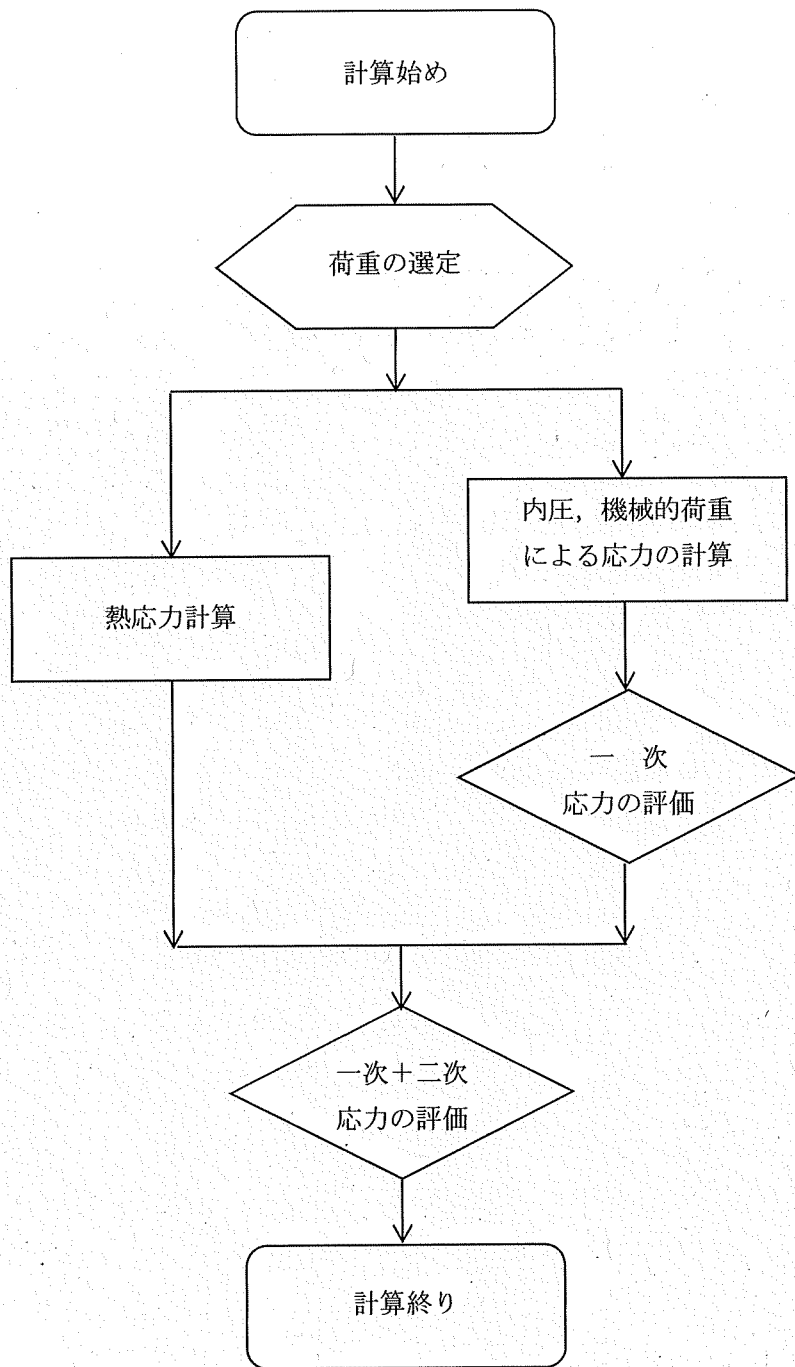 計算始め
荷重の選定
内圧，機械的荷重
による応力の計算
熱応力計算
一　次
応力の評価
一次＋二次
応力の評価
計算終り